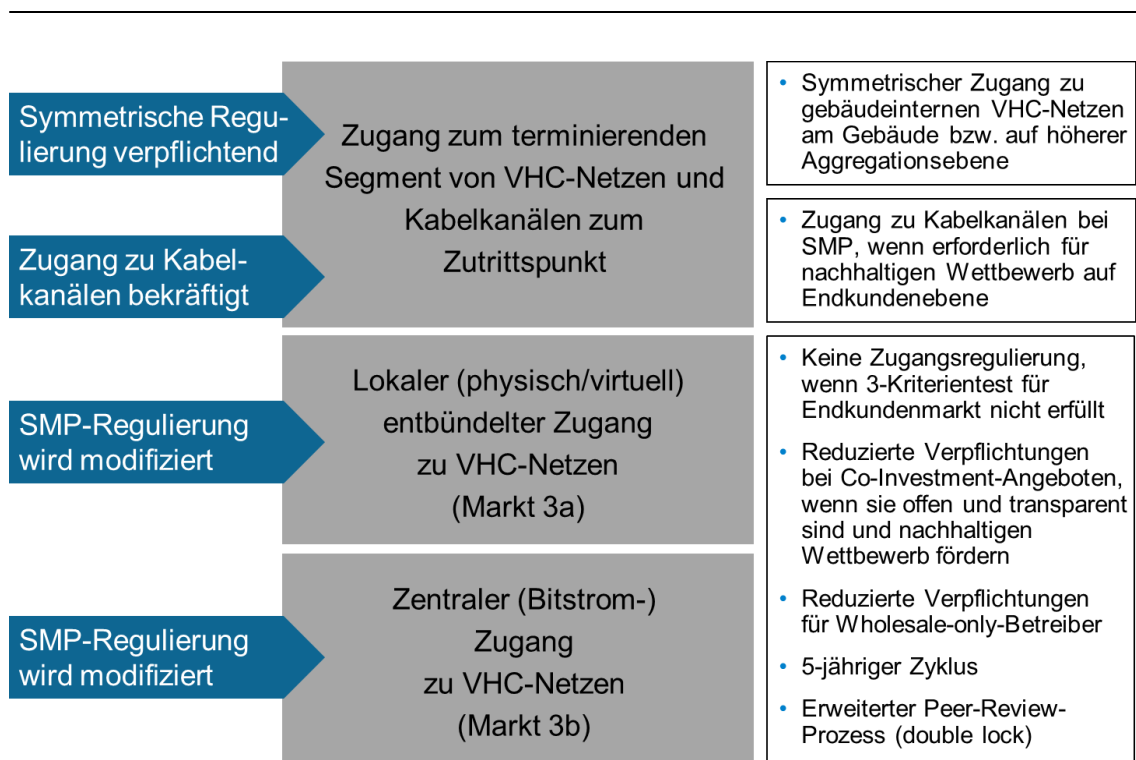 Symmetrische Regu-
lierung verpflichtend
Zugang zu Kabel-
kanälen bekräftigt
Zugang zum terminierenden
Segment von VHC-Netzen und
Kabelkanälen zum
Zutrittspunkt
• Symmetrischer Zugang zu
gebäudeinternen VHC-Netzen
am Gebäude bzw. auf höherer
Aggregationsebene
• Zugang zu Kabelkanälen bei
SMP, wenn erforderlich für
nachhaltigen Wettbewerb auf
Endkundenebene
SMP-Regulierung
wird modifiziert
Lokaler (physisch/virtuell)
entbündelter Zugang
zu VHC-Netzen
(Markt 3a)
SMP-Regulierung
wird modifiziert
Zentraler (Bitstrom-)
Zugang
zu VHC-Netzen
(Markt 3b)
• Keine Zugangsregulierung,
wenn 3-Kriterientest für
Endkundenmarkt nicht erfüllt
• Reduzierte Verpflichtungen
bei Co-Investment-Angeboten,
wenn sie offen und transparent
sind und nachhaltigen
Wettbewerb fördern
• Reduzierte Verpflichtungen
für Wholesale-only-Betreiber
• 5-jähriger Zyklus
• Erweiterter Peer-Review-
Prozess (double lock)